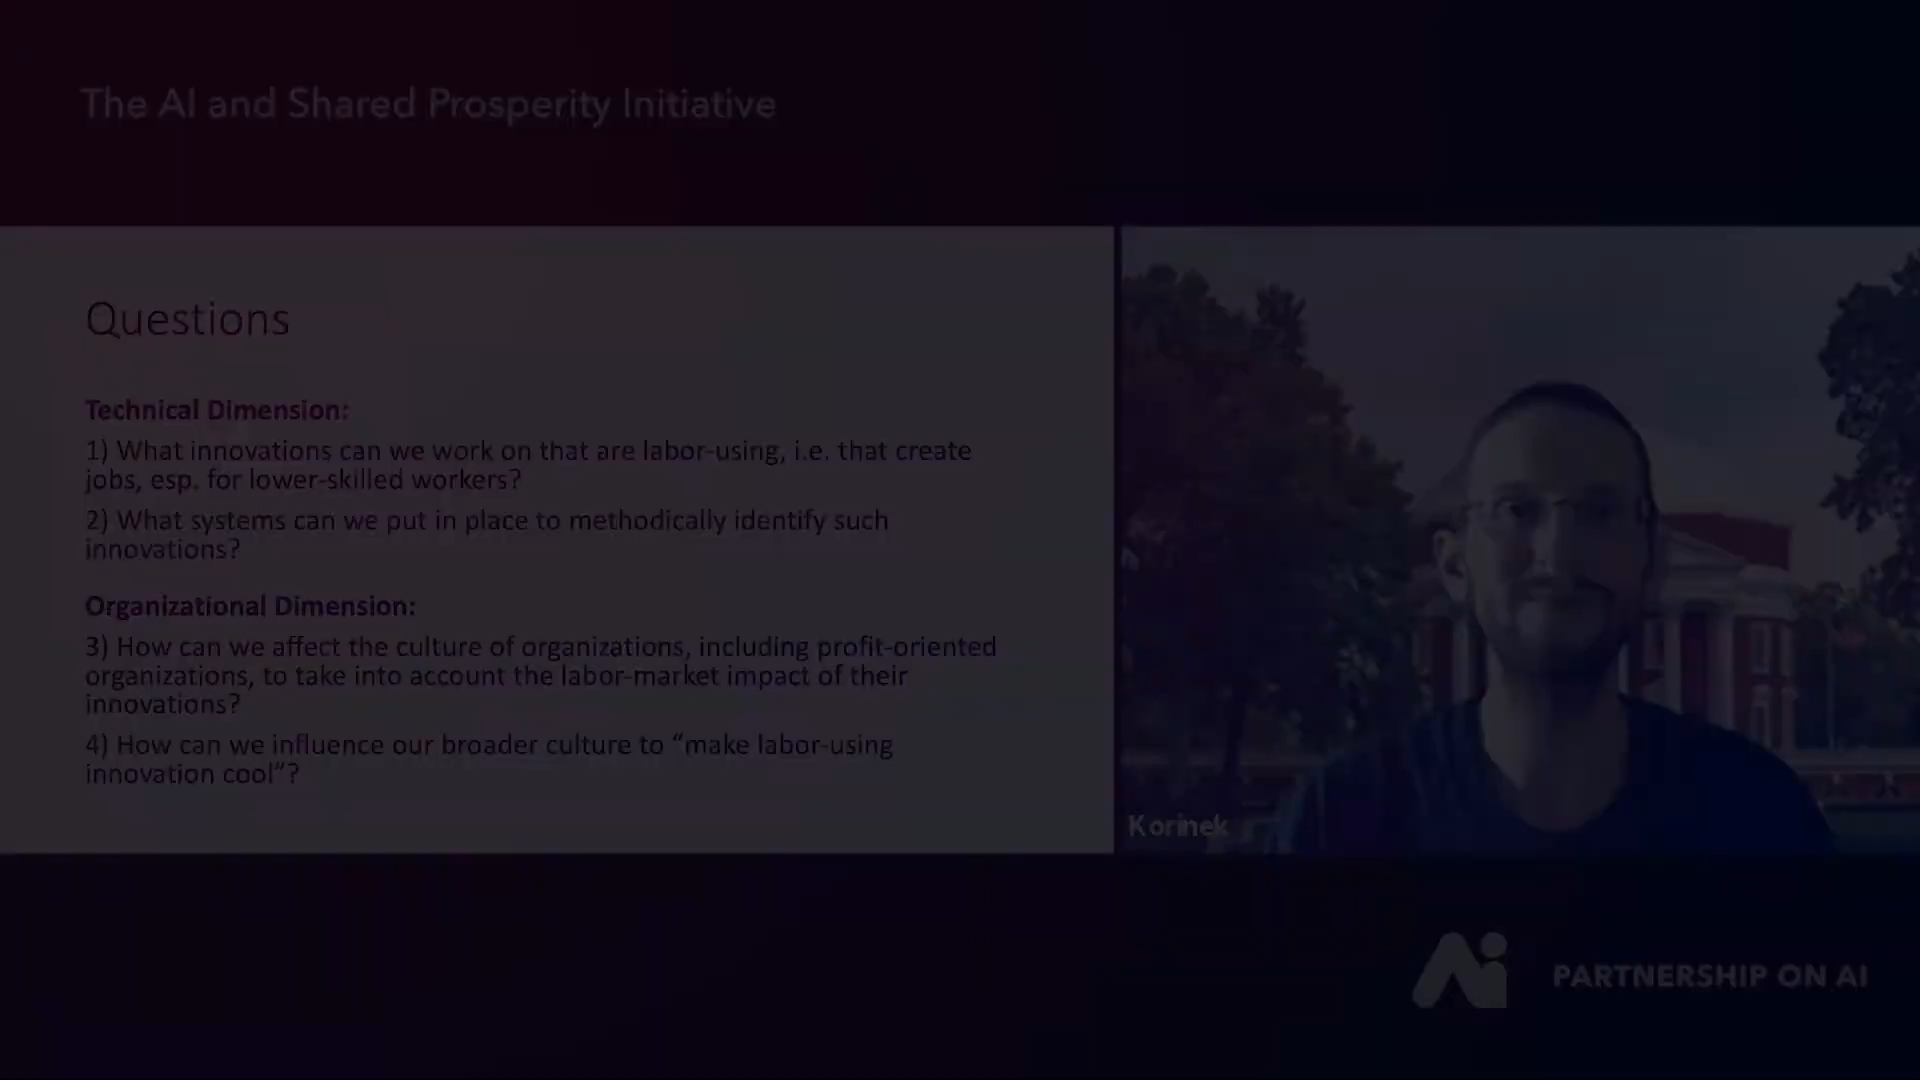 The AI and Shared Prosperity Initiative
Questions
Technical Dimension:
1) What innovations can we work on that are labor-using, i.e. that create
jobs, esp. for lower-skilled workers?
2) What systems can we put in place to methodically identify such
innovations?
Organizational Dimension:
3) How can we affect the culture of organizations, including profit-oriented
organizations, to take into account the labor-market impact of their
innovations?
4) How can we influence our broader culture to “make labor-using
innovation cool”?
Korinek
PARTNERSHIP ON AI